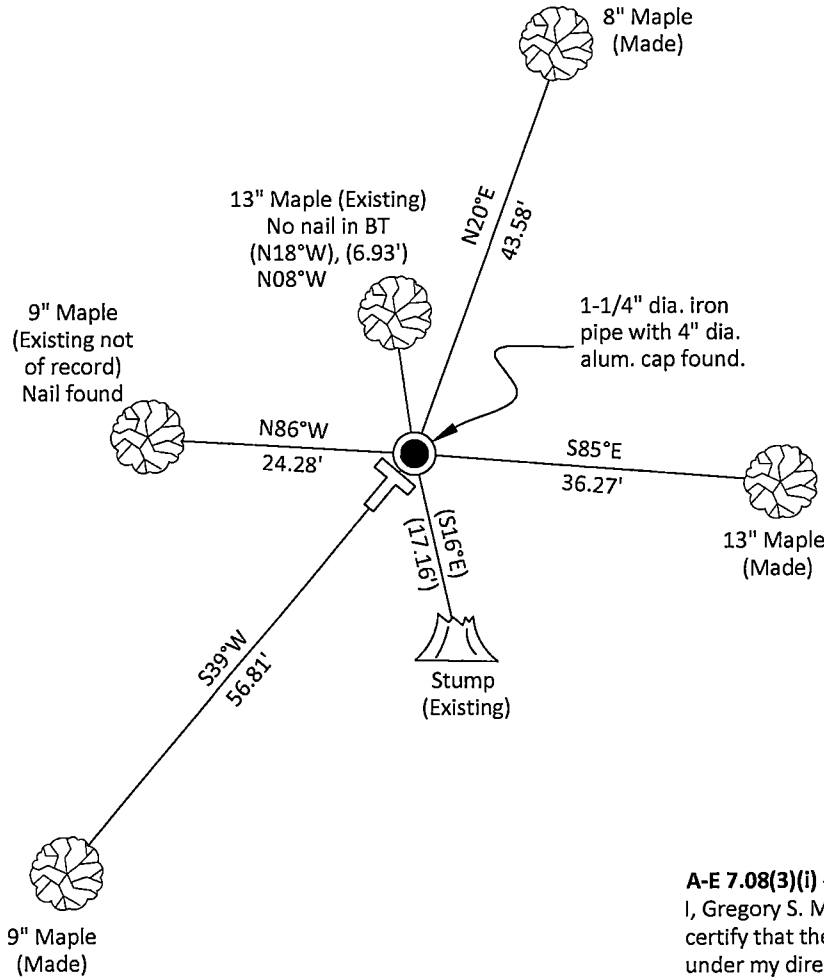 8" Maple
(Made)
N20°E
43.58'
13" Maple (Existing)
No nail in BT
(N18°W), (6.93')
N08°W
1-1/4" dia. iron
pipe with 4" dia.
alum. cap found.
9" Maple
(Existing not
of record)
Nail found
N86°W
24.28'
S85°E
36.27'
13" Maple
(Made)
(S16°E)
(17.16')
Stump
(Existing)
S39°W
56.81'
9" Maple
(Made)
A-E 7.08(3)(i)
I, Gregory S. M
certify that the
under my dire